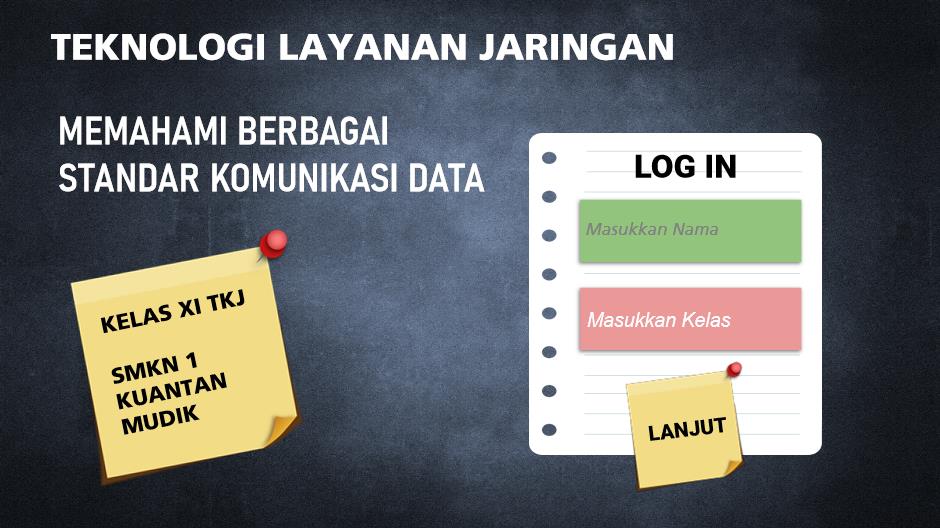 TEKNOLOGI LAYANAN JARINGAN
MEMAHAMI BERBAGAI
STANDAR KOMUNIKASI DATA
KELAS XI TKJ
SMKN 1
KUANTAN
MUDIK
LOG IN
Masukkan Nama
Masukkan Kelas
LANJUT